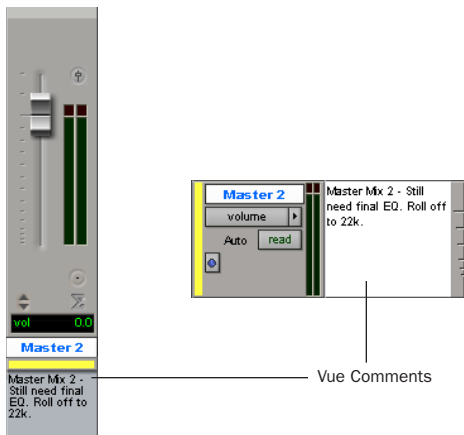 vol 0.0
Master 2
Master Mix 2 -
Still need final
EQ. Roll off to
22k.
Master 2
volume
Auto read
Master Mix 2 - Still
need final EQ. Roll off
to 22k.
Vue Comments